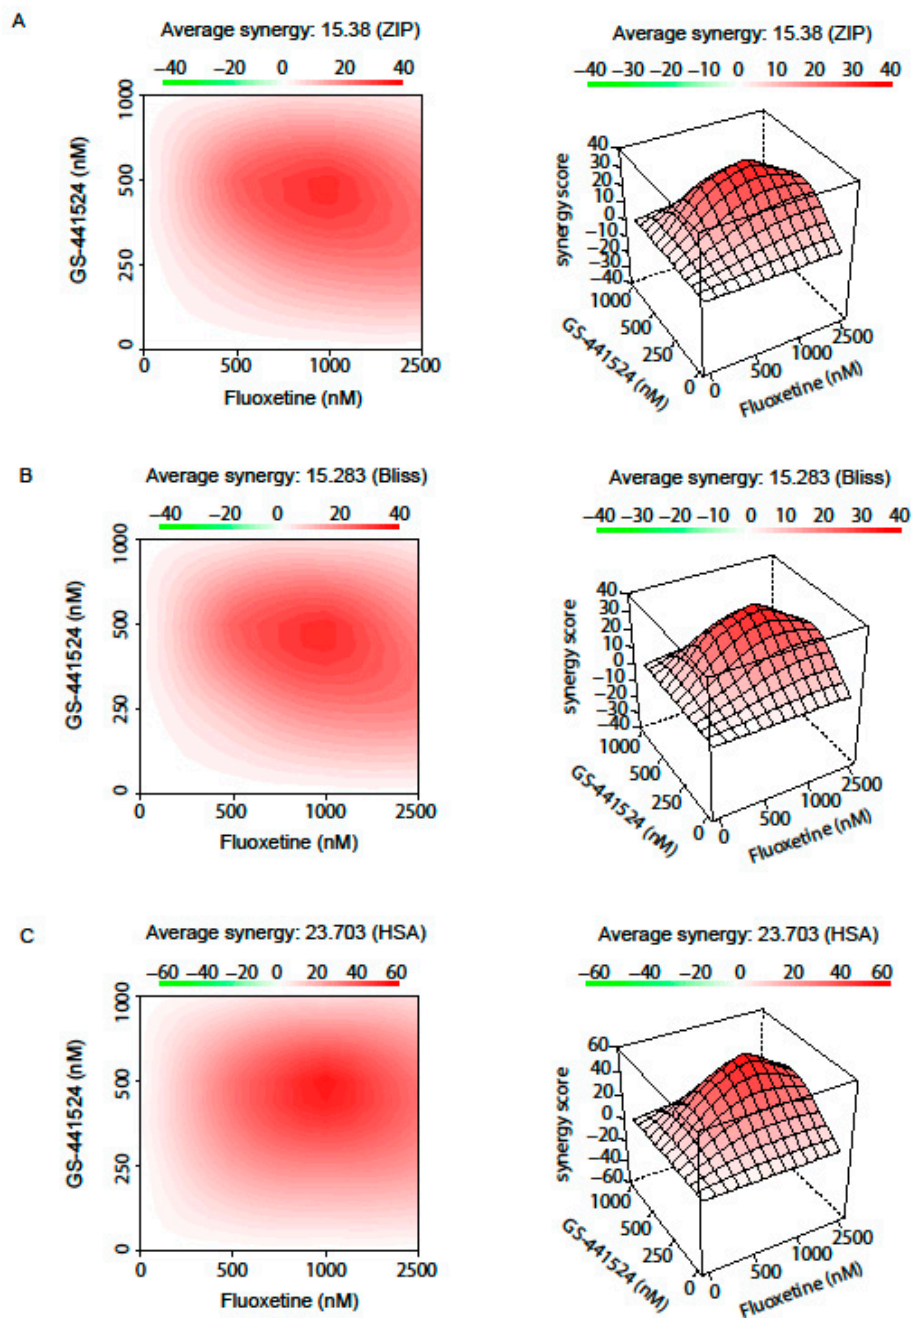 A
Average synergy: 15.38 (ZIP)
−40 −20 0 20 40
1000
500
250
0
GS-441524 (nM)
0 500 1000 2500
Fluoxetine (nM)
Average synergy: 15.38 (ZIP)
−40 −30 −20 −10 0 10 20 30 40
40
30
20
10
0
−10
−20
−30
−40
synergy score
1000
500
250
0
GS-441524 (nM)
0
500
1000
2500
Fluoxetine (nM)
B
Average synergy: 15.283 (Bliss)
−40 −20 0 20 40
1000
500
250
0
GS-441524 (nM)
0 500 1000 2500
Fluoxetine (nM)
Average synergy: 15.283 (Bliss)
−40 −30 −20 −10 0 10 20 30 40
40
30
20
10
0
−10
−20
−30
−40
synergy score
1000
500
250
0
GS-441524 (nM)
0
500
1000
2500
Fluoxetine (nM)
C
Average synergy: 23.703 (HSA)
−60 −40 −20 0 20 40 60
1000
500
250
0
GS-441524 (nM)
0 500 1000 2500
Fluoxetine (nM)
Average synergy: 23.703 (HSA)
−60 −40 −20 0 20 40 60
60
40
20
0
−20
−40
−60
synergy score
1000
500
250
0
GS-441524 (nM)
0
500
1000
2500
Fluoxetine (nM)